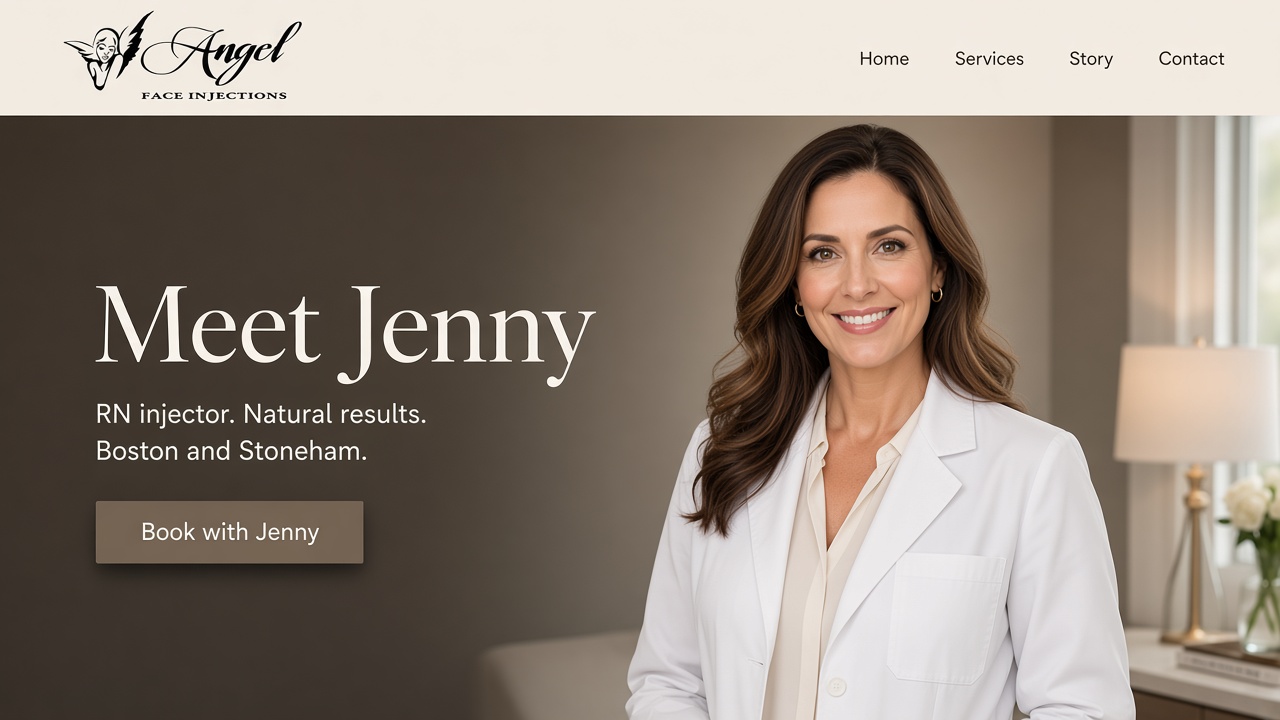 Angel
FACE INJECTIONS
Home
Services
Story
Contact
Meet Jenny
RN injector. Natural results.
Boston and Stoneham.
Book with Jenny